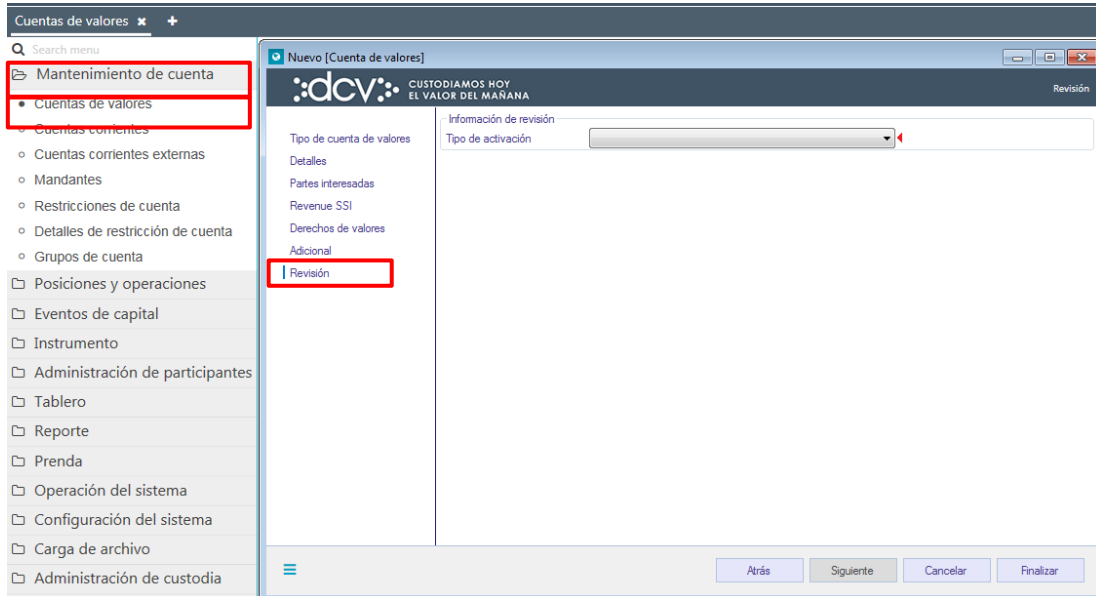 Cuentas de valores ✖ +
Search menu
Mantenimiento de cuenta
Cuentas de valores
Cuentas corrientes
Cuentas corrientes externas
Mandantes
Restricciones de cuenta
Detalles de restricción de cuenta
Grupos de cuenta
Posiciones y operaciones
Eventos de capital
Instrumento
Administración de participantes
Tablero
Reporte
Prenda
Operación del sistema
Configuración del sistema
Carga de archivo
Administración de custodia
Nuevo [Cuenta de valores]
dcv CUSTODIAMOS HOY
EL VALOR DEL MAÑANA
Revisión
Tipo de cuenta de valores
Detalles
Partes interesadas
Revenue SSI
Derechos de valores
Adicional
Revisión
Información de revisión
Tipo de activación
Atrás Siguiente Cancelar Finalizar